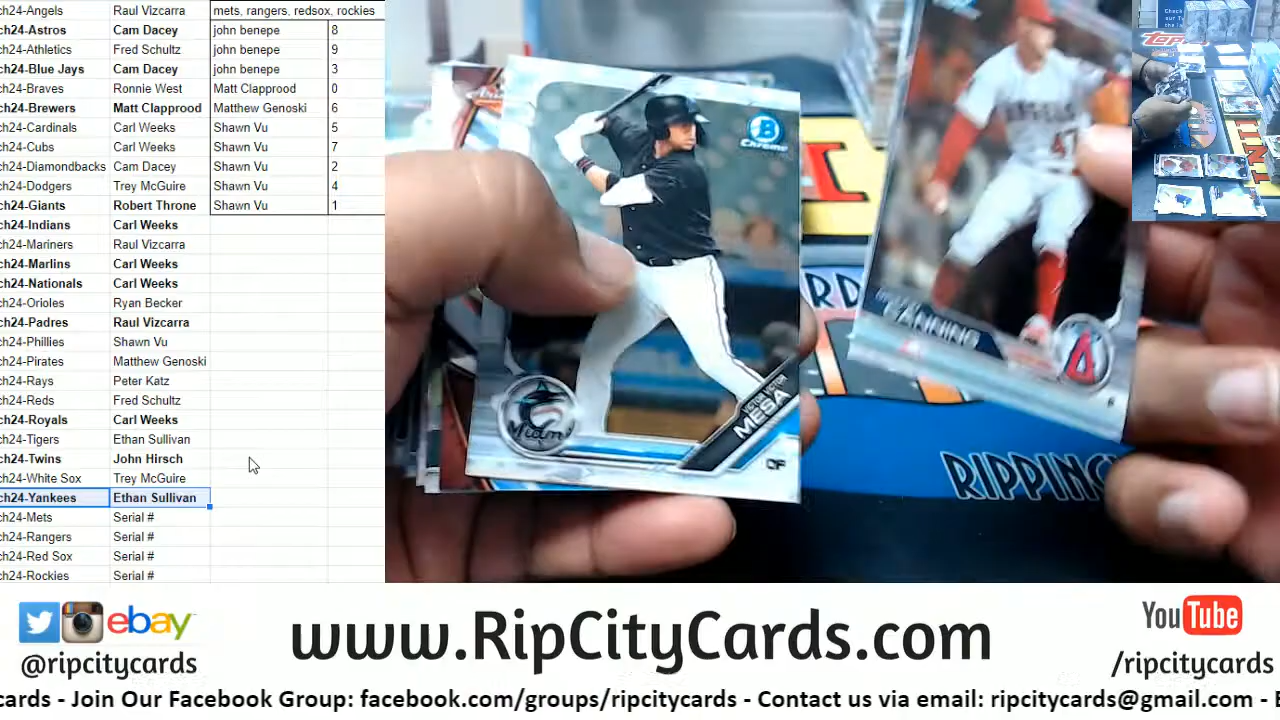 ch24-Angels Raul Vizcarra mets, rangers, redsox, rockies
ch24-Astros Cam Dacey john benepe 8
ch24-Athletics Fred Schultz john benepe 9
ch24-Blue Jays Cam Dacey john benepe 3
ch24-Braves Ronnie West Matt Clapprood 0
ch24-Brewers Matt Clapprood Matthew Genoski 6
ch24-Cardinals Carl Weeks Shawn Vu 5
ch24-Cubs Carl Weeks Shawn Vu 7
ch24-Diamondbacks Cam Dacey Shawn Vu 2
ch24-Dodgers Trey McGuire Shawn Vu 4
ch24-Giants Robert Throne Shawn Vu 1
ch24-Indians Carl Weeks
ch24-Mariners Raul Vizcarra
ch24-Marlins Carl Weeks
ch24-Nationals Carl Weeks
ch24-Orioles Ryan Becker
ch24-Padres Raul Vizcarra
ch24-Phillies Shawn Vu
ch24-Pirates Matthew Genoski
ch24-Rays Peter Katz
ch24-Reds Fred Schultz
ch24-Royals Carl Weeks
ch24-Tigers Ethan Sullivan
ch24-Twins John Hirsch
ch24-White Sox Trey McGuire
ch24-Yankees Ethan Sullivan
ch24-Mets Serial #
ch24-Rangers Serial #
ch24-Red Sox Serial #
ch24-Rockies Serial #
B
Chrome
Miami
VICTOR VICTOR
MESA
OF
ANGELS
47
CANNING
A
RD
RIPPING
Topps
ebay
@ripcitycards
www.RipCityCards.com
YouTube
/ripcitycards
cards - Join Our Facebook Group: facebook.com/groups/ripcitycards - Contact us via email: ripcitycards@gmail.com -